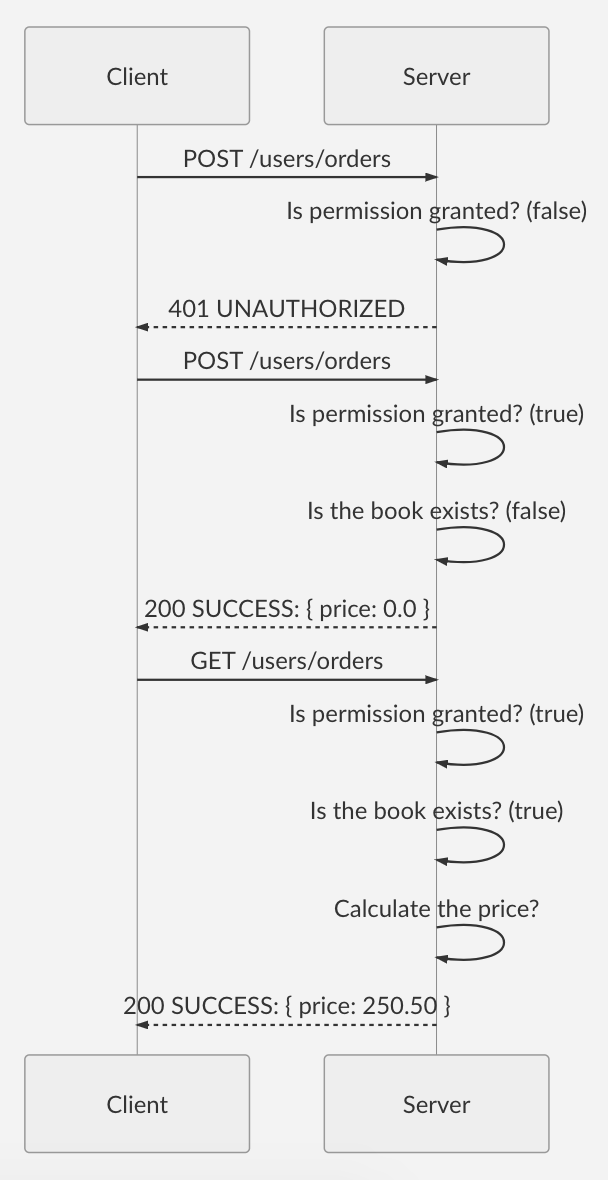 Client
Server
POST /users/orders
Is permission granted? (false)
401 UNAUTHORIZED
POST /users/orders
Is permission granted? (true)
Is the book exists? (false)
200 SUCCESS: { price: 0.0 }
GET /users/orders
Is permission granted? (true)
Is the book exists? (true)
Calculate the price?
200 SUCCESS: { price: 250.50 }
Client
Server